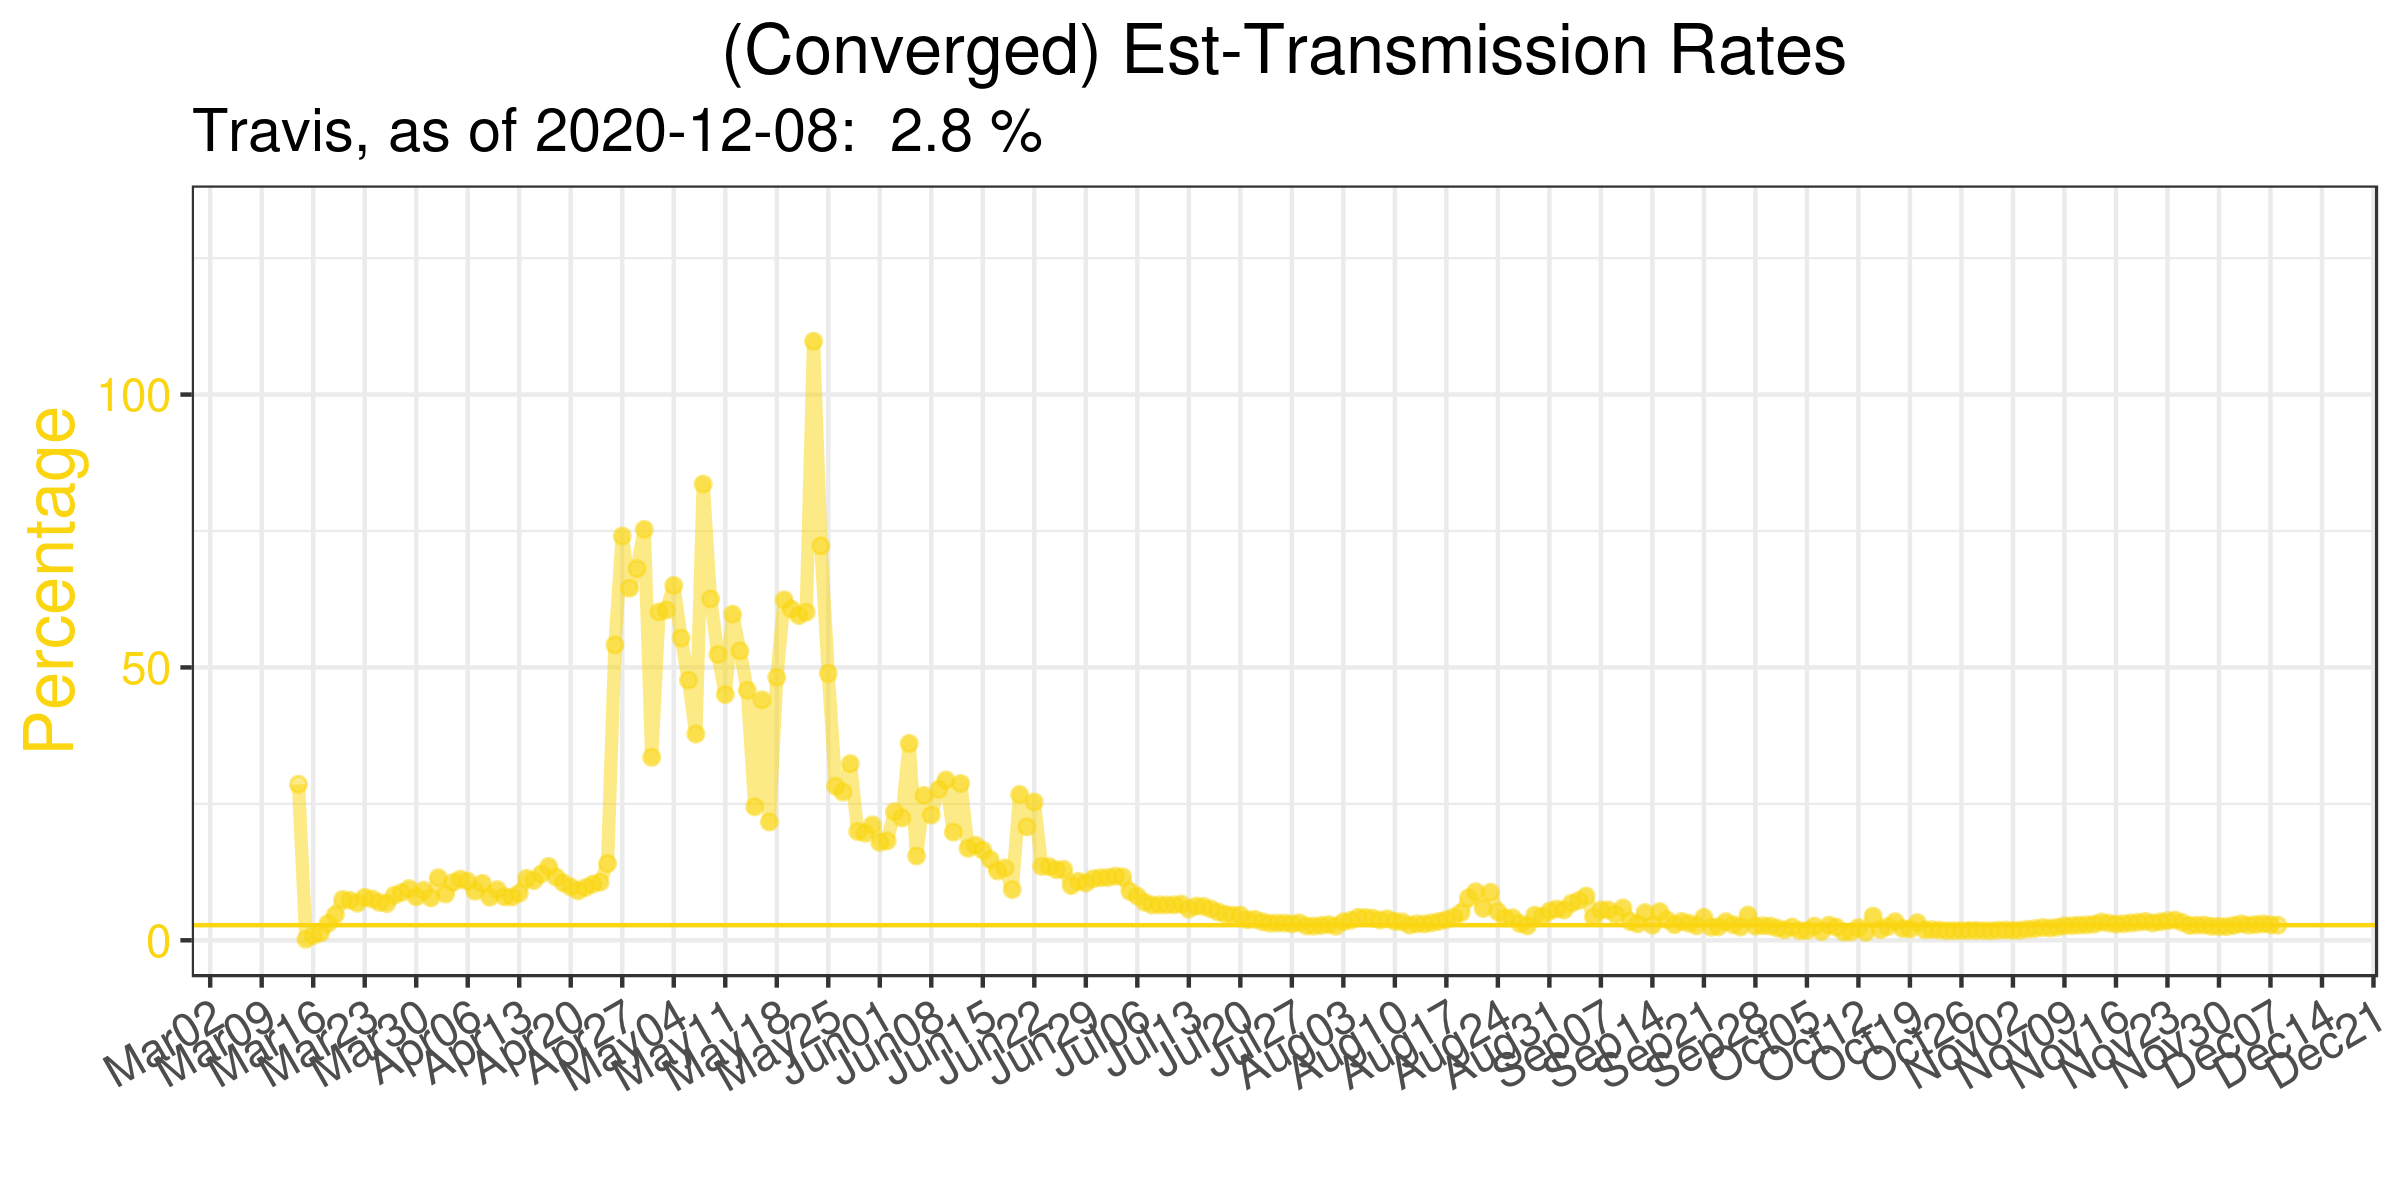 (Converged) Est-Transmission Rates
Travis, as of 2020-12-08:  2.8 %
Percentage
100
50
0
Mar02
Mar09
Mar16
Mar23
Mar30
Apr06
Apr13
Apr20
Apr27
May04
May11
May18
May25
Jun01
Jun08
Jun15
Jun22
Jun29
Jul06
Jul13
Jul20
Jul27
Aug03
Aug10
Aug17
Aug24
Aug31
Sep07
Sep14
Sep21
Sep28
Oct05
Oct12
Oct19
Oct26
Nov02
Nov09
Nov16
Nov23
Nov30
Dec07
Dec14
Dec21